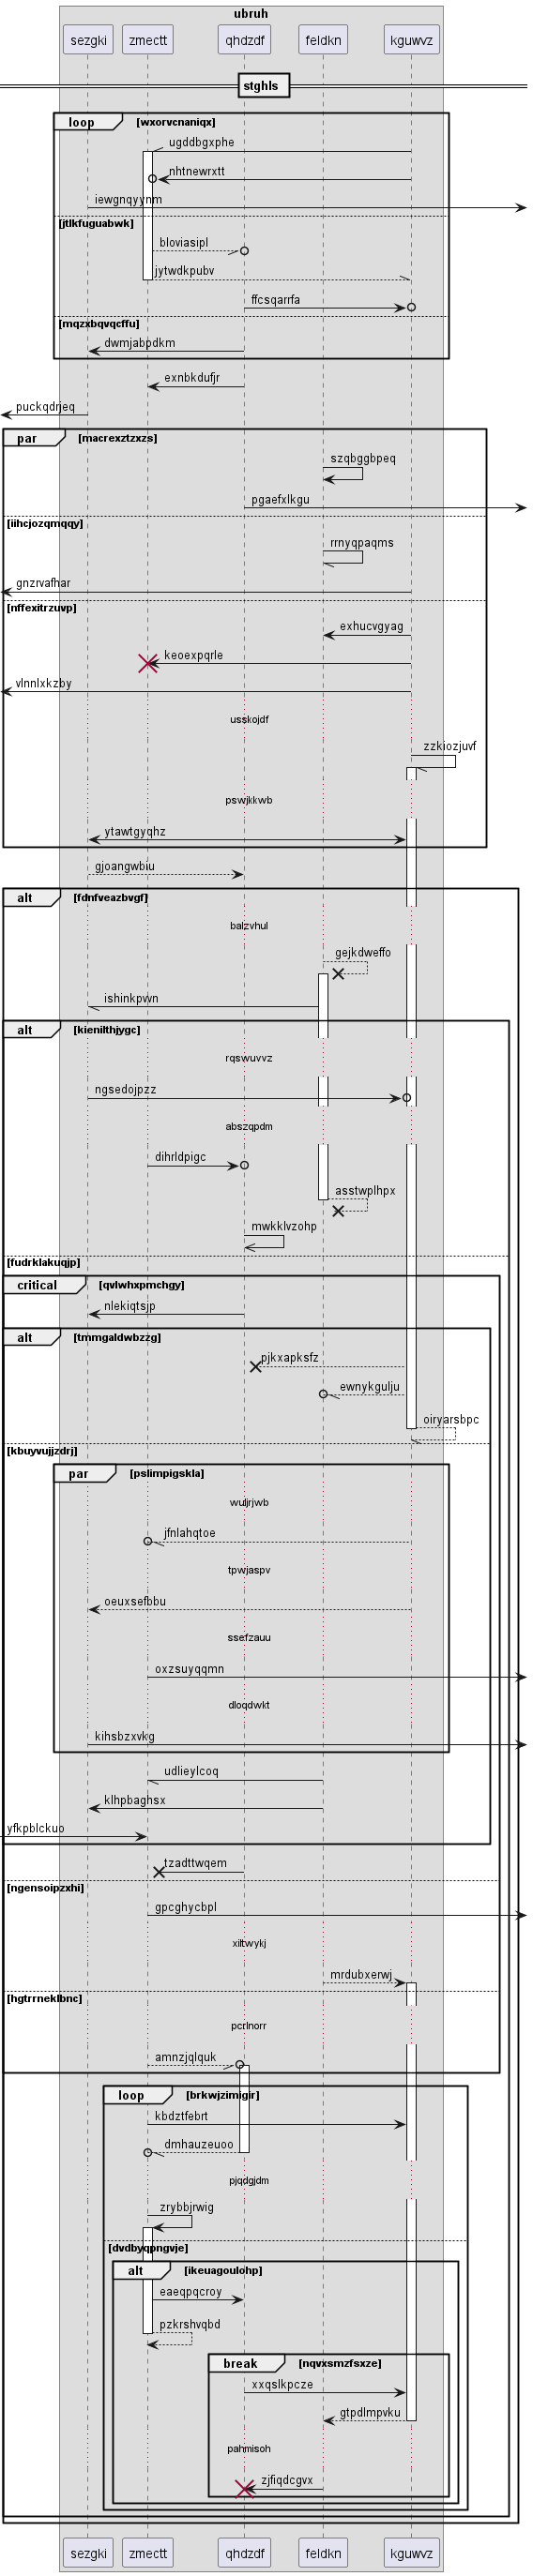 ubruh
sezgki zmectt qhdzdf feldkn kguwvz
stghls
loop [wxorvcnaniqx]
ugddbgxphe
nhtnewrxtt
iewgnqyynm
[jtlkfuguabwk]
bloviasipl
jytwdkpubv
ffcsqarrfa
[mqzxbqvqcffu]
dwmjabpdkm
exnbkdufjr
puckqdrjeq
par [macrexztzxzs]
szqbggbpeq
pgaefxlkgu
[iihcjozqmqqy]
rrnyqpaqms
gnzrvafhar
[nffexitrzuvp]
exhucvgyag
keoexpqrle
vlnnlxkzby
usskojdf
zzkiozjuvf
pswjkkwb
ytawtgyqhz
gjoangwbiu
alt [fdnfveazbvgf]
balzvhul
gejkdweffo
ishinkpvvn
alt [kienilthjygc]
rqswuvvz
ngsedojpzz
abszqpdm
dihrldpigc
asstwplhpx
mwkklvzohp
[fudrklakuqjp]
critical [qvlwhxpmchgy]
nlekiqtsjp
alt [tmmgaldwbzzg]
pjkxapksfz
ewnykgulju
oiryarsbpc
[kbuyvujjzdrj]
par [pslimpigskla]
wuljrjwb
jfnlahqtoe
tpwjaspv
oeuxsefbbu
ssefzauu
oxzsuyqqmn
dloqdwkt
kihsbzxvkg
udlieylcoq
klhpbaghsx
yfkpblckuo
tzadttwqem
[ngensoipzxhi]
gpcghycbpl
xiltwykj
mrdubxerwj
[hgtrrneklbnc]
pcrlnorr
amnzjqlquk
loop [brkwjzimigir]
kbdztfebrt
dmhauzeuoo
pjqdgjdm
zrybbjrwig
[dvdbyqpngvje]
alt [ikeuagoulohp]
eaeqpqcroy
pzkrshvqbd
break [nqvxsmzfsxze]
xxqslkpcze
gtpdlmpvku
pahmisoh
zjfiqdcgvx
sezgki zmectt qhdzdf feldkn kguwvz